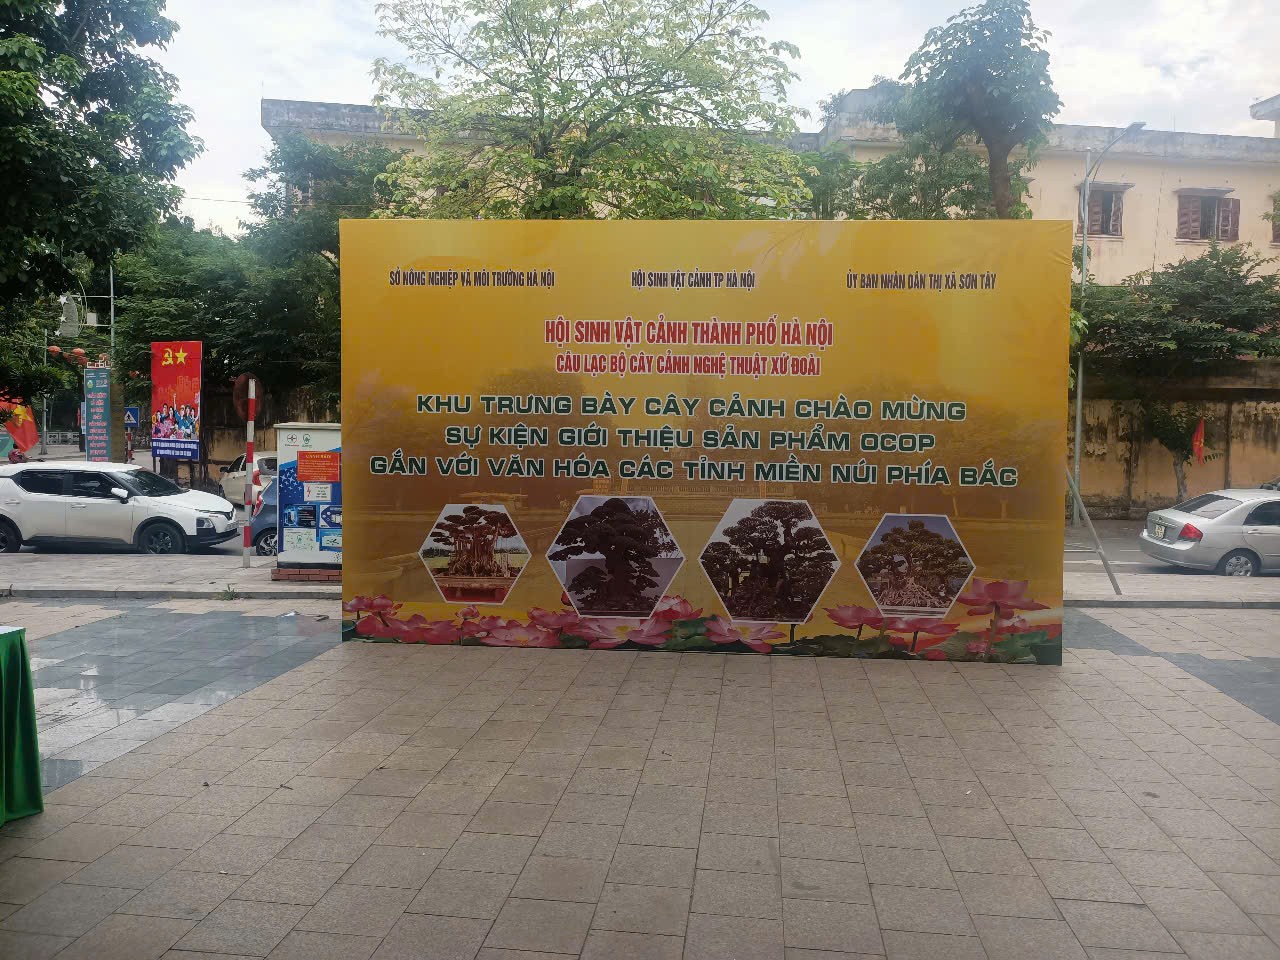 SỞ NÔNG NGHIỆP VÀ MÔI TRƯỜNG HÀ NỘI
HỘI SINH VẬT CẢNH TP HÀ NỘI
ỦY BAN NHÂN DÂN THỊ XÃ SƠN TÂY
HỘI SINH VẬT CẢNH THÀNH PHỐ HÀ NỘI
CÂU LẠC BỘ CÂY CẢNH NGHỆ THUẬT XỨ ĐOÀI
KHU TRƯNG BÀY CÂY CẢNH CHÀO MỪNG
SỰ KIỆN GIỚI THIỆU SẢN PHẨM OCOP
GẮN VỚI VĂN HÓA CÁC TỈNH MIỀN NÚI PHÍA BẮC